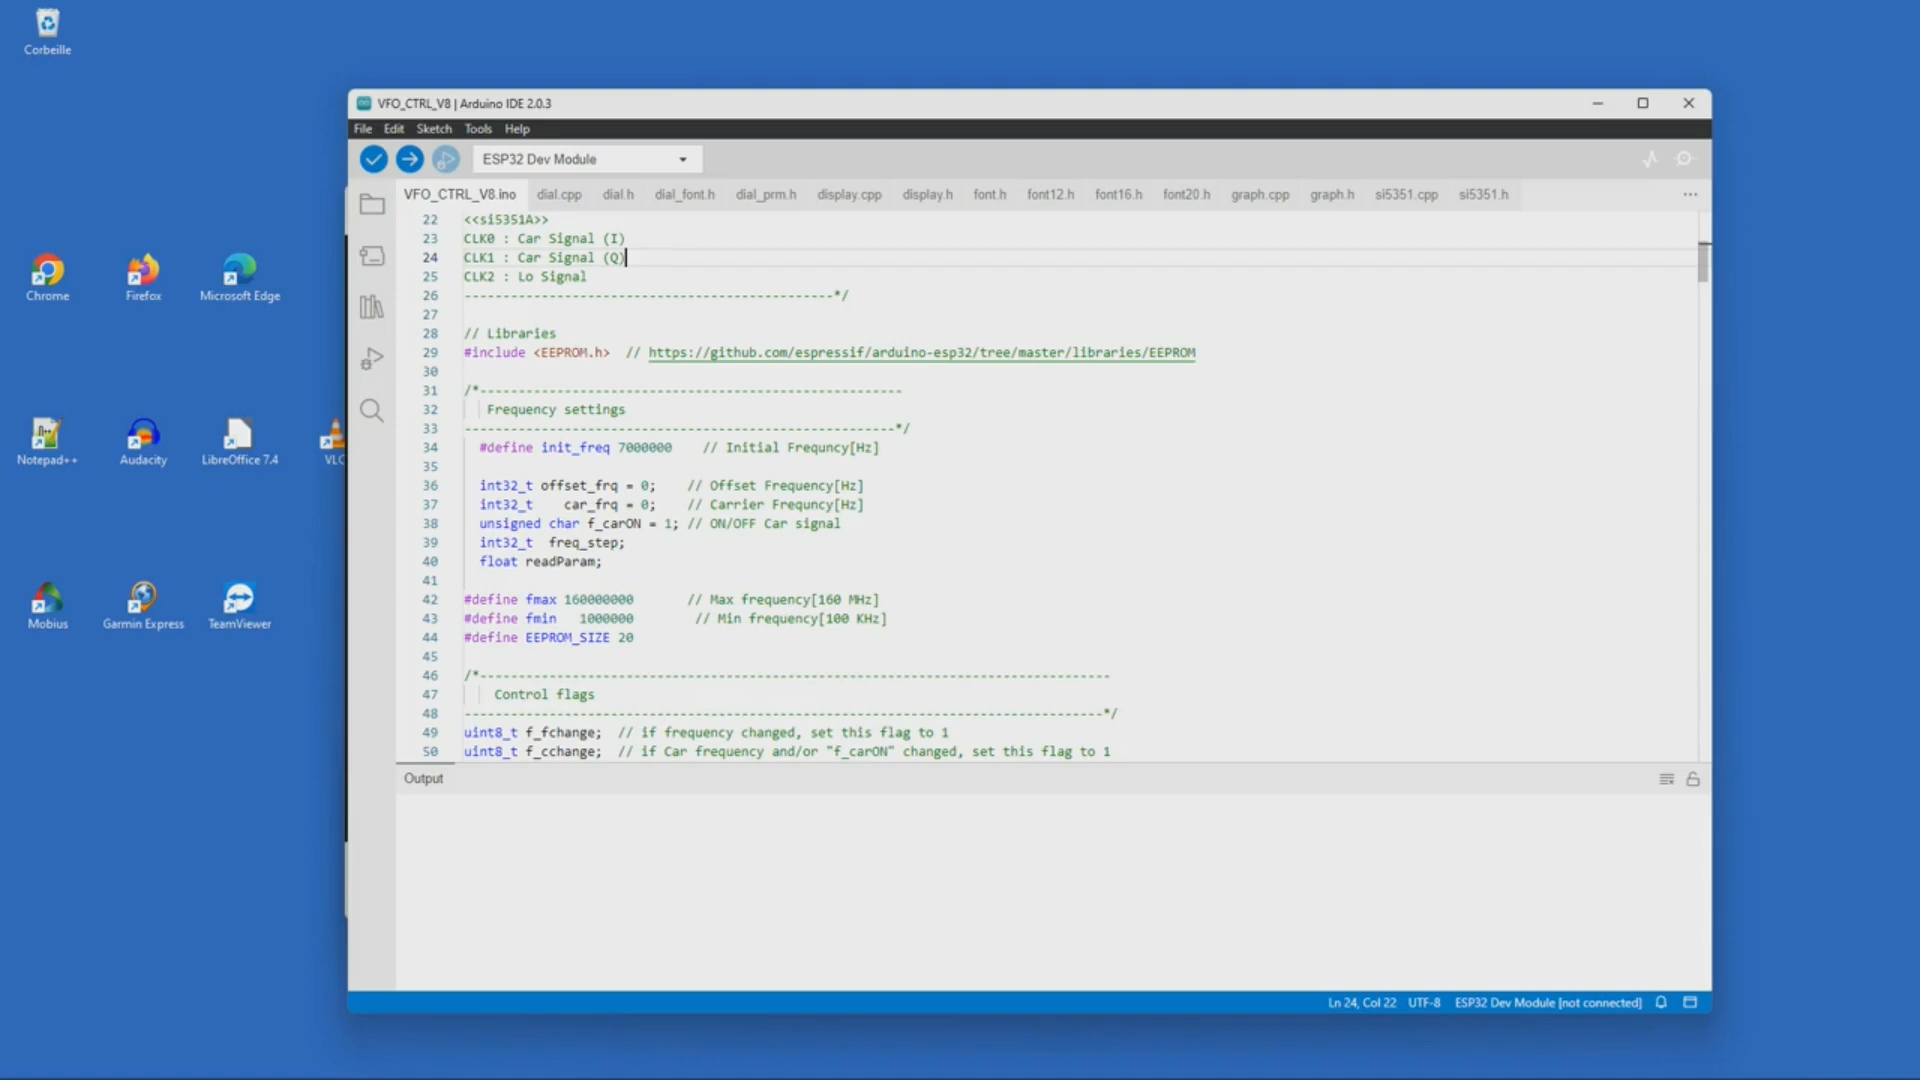 Corbeille
Chrome
Firefox
Microsoft Edge
Notepad++
Audacity
LibreOffice 7.4
VLC
Mobius
Garmin Express
TeamViewer
VFO_CTRL_V8 | Arduino IDE 2.0.3
File Edit Sketch Tools Help
ESP32 Dev Module
VFO_CTRL_V8.ino dial.cpp dial.h dial_font.h dial_prm.h display.cpp display.h font.h font12.h font16.h font20.h graph.cpp graph.h si5351.cpp si5351.h
22 <<si5351A>>
23 CLK0 : Car Signal (I)
24 CLK1 : Car Signal (Q)
25 CLK2 : Lo Signal
26 ------------------------------------------------*/
27
28 // Libraries
29 #include <EEPROM.h>  // https://github.com/espressif/arduino-esp32/tree/master/libraries/EEPROM
30
31 /*-------------------------------------------------------
32 Frequency settings
33 --------------------------------------------------------*/
34 #define init_freq 7000000    // Initial Frequncy[Hz]
35
36 int32_t offset_frq = 0;    // Offset Frequency[Hz]
37 int32_t    car_frq = 0;    // Carrier Frequncy[Hz]
38 unsigned char f_carON = 1; // ON/OFF Car signal
39 int32_t  freq_step;
40 float readParam;
41
42 #define fmax 160000000       // Max frequency[160 MHz]
43 #define fmin   1000000        // Min frequency[100 KHz]
44 #define EEPROM_SIZE 20
45
46 /*----------------------------------------------------------------------------------
47 Control flags
48 -----------------------------------------------------------------------------------*/
49 uint8_t f_fchange;  // if frequency changed, set this flag to 1
50 uint8_t f_cchange;  // if Car frequency and/or "f_carON" changed, set this flag to 1
Output
Ln 24, Col 22 UTF-8 ESP32 Dev Module [not connected]